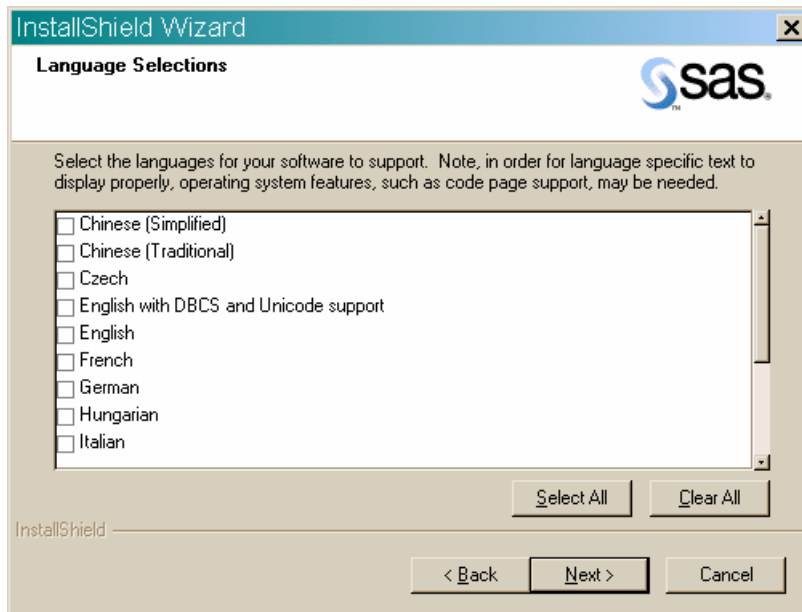 InstallShield Wizard
Language Selections
sas.
TM
Select the languages for your software to support. Note, in order for language specific text to
display properly, operating system features, such as code page support, may be needed.
Chinese (Simplified)
Chinese (Traditional)
Czech
English with DBCS and Unicode support
English
French
German
Hungarian
Italian
Select All Clear All
InstallShield
< Back Next > Cancel